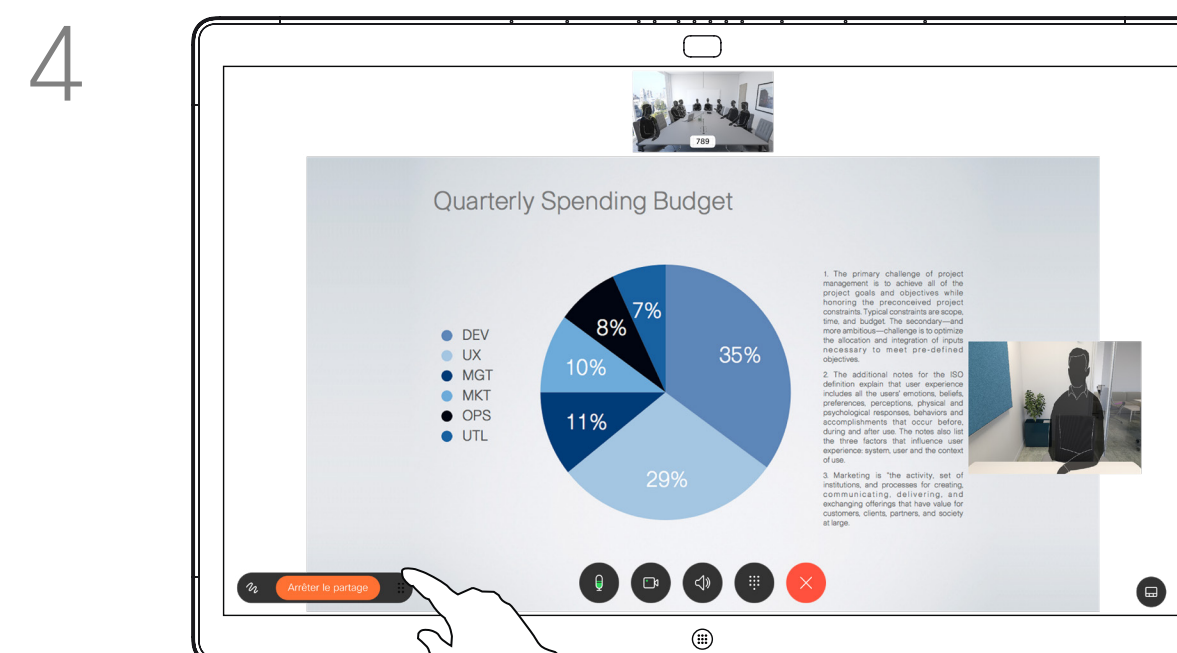 4
789
Quarterly Spending Budget
DEV
UX
MGT
MKT
OPS
UTL
7%
8%
35%
10%
11%
29%
1. The primary challenge of project
management is to achieve all of the
project goals and objectives while
honoring the preconceived project
constraints. Typical constraints are scope,
time, and budget. The secondary—and
more ambitious—challenge is to optimize
the allocation and integration of inputs
necessary to meet pre-defined
objectives.
2. The additional notes for the ISO
definition explain that user experience
includes all the users' emotions, beliefs,
preferences, perceptions, physical and
psychological responses, behaviors and
accomplishments that occur before,
during and after use. The notes also list
the three factors that influence user
experience: system, user and the context
of use.
3. Marketing is "the activity, set of
institutions, and processes for creating,
communicating, delivering, and
exchanging offerings that have value for
customers, clients, partners, and society
at large.
Arrêter le partage